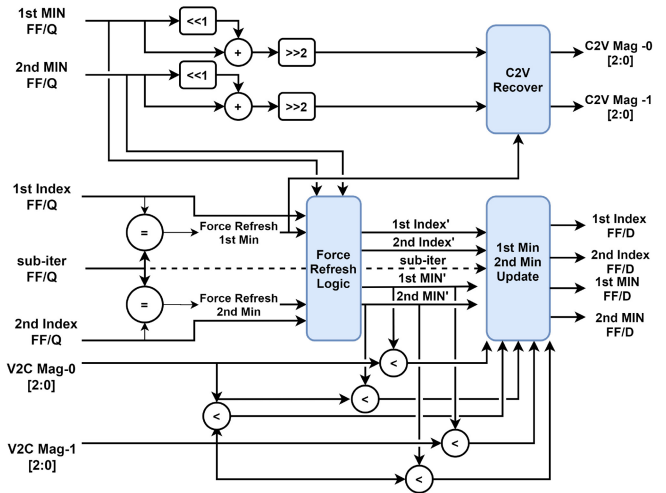 1st MIN
FF/Q
<<1
+
>>2
2nd MIN
FF/Q
<<1
+
>>2
C2V
Recover
C2V Mag -0
[2:0]
C2V Mag -1
[2:0]
1st Index
FF/Q
=
Force Refresh
1st Min
sub-iter
FF/Q
=
Force Refresh
2nd Min
2nd Index
FF/Q
Force
Refresh
Logic
1st Index'
2nd Index'
sub-iter
1st MIN'
2nd MIN'
1st Min
2nd Min
Update
1st Index
FF/D
2nd Index
FF/D
1st MIN
FF/D
2nd MIN
FF/D
V2C Mag-0
[2:0]
<
<
<
V2C Mag-1
[2:0]
<
<